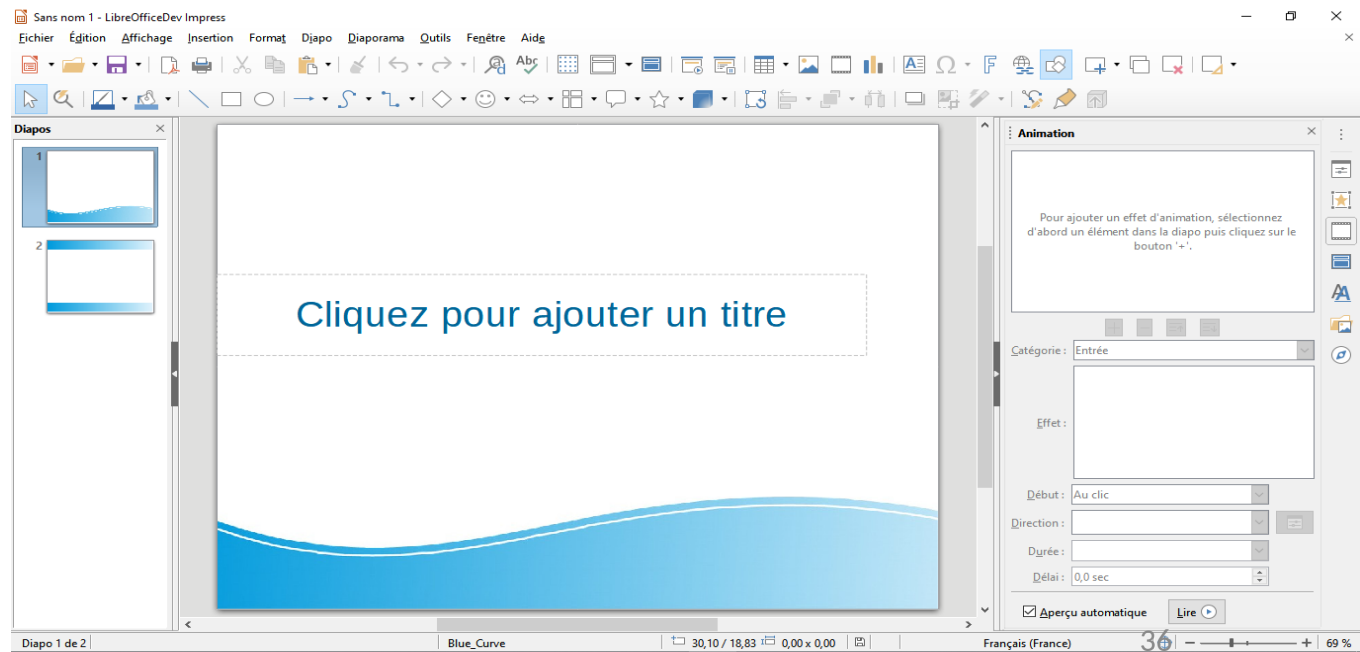 Sans nom 1 - LibreOfficeDev Impress
Fichier Édition Affichage Insertion Format Diapo Diaporama Outils Fenêtre Aide
Abc
A
Ω
F
Diapos
1
2
Cliquez pour ajouter un titre
Animation
Pour ajouter un effet d'animation, sélectionnez
d'abord un élément dans la diapo puis cliquez sur le
bouton '+'.
Catégorie : Entrée
Effet :
Début : Au clic
Direction :
Durée :
Délai : 0,0 sec
Aperçu automatique Lire
Diapo 1 de 2 Blue_Curve 30,10 / 18,83 0,00 x 0,00 Français (France) 36 69 %